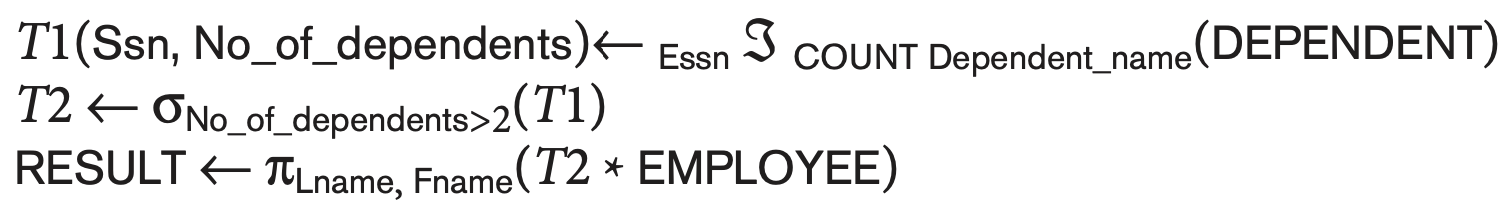 T1(Ssn, No_of_dependents)← Essn ℑ COUNT Dependent_name(DEPENDENT)
T2 ← σNo_of_dependents>2(T1)
RESULT ← πLname, Fname(T2 * EMPLOYEE)